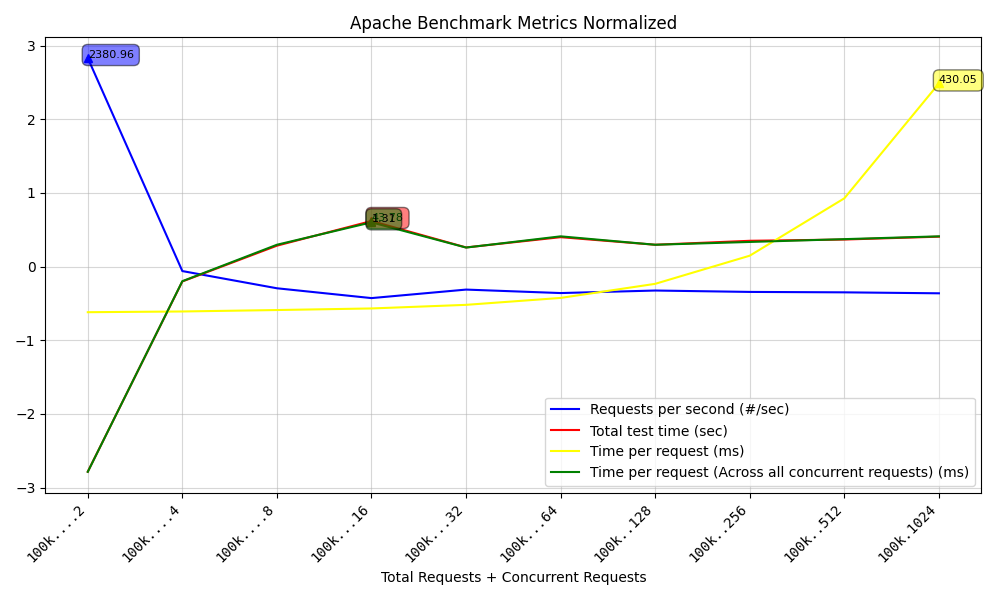 Apache Benchmark Metrics Normalized
3
2
1
0
−1
−2
−3
2380.96
430.05
Requests per second (#/sec)
Total test time (sec)
Time per request (ms)
Time per request (Across all concurrent requests) (ms)
100k....2
100k....4
100k....8
100k...16
100k...32
100k...64
100k..128
100k..256
100k..512
100k.1024
Total Requests + Concurrent Requests